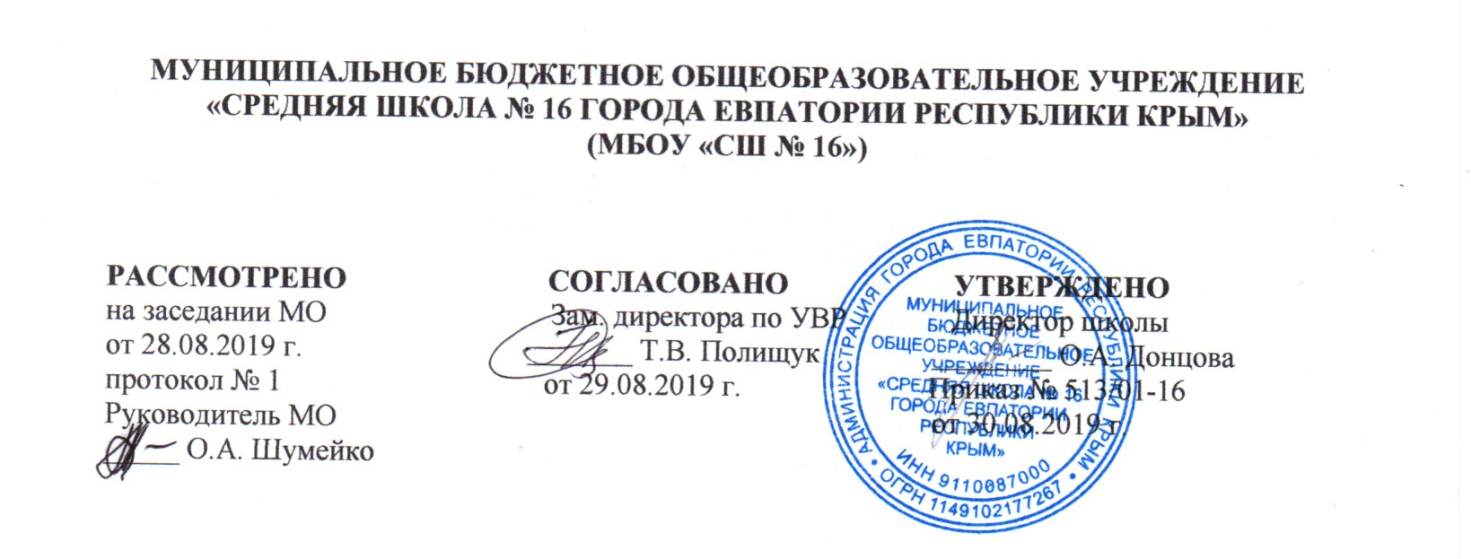 МУНИЦИПАЛЬНОЕ БЮДЖЕТНОЕ ОБЩЕОБРАЗОВАТЕЛЬНОЕ УЧРЕЖДЕНИЕ
«СРЕДНЯЯ ШКОЛА № 16 ГОРОДА ЕВПАТОРИИ РЕСПУБЛИКИ КРЫМ»
(МБОУ «СШ № 16»)
РАССМОТРЕНО
на заседании МО
от 28.08.2019 г.
протокол № 1
Руководитель МО
О.А. Шумейко
СОГЛАСОВАНО
Зам. директора по УВР
Т.В. Полищук
от 29.08.2019 г.
УТВЕРЖДЕНО
Директор школы
О.А. Донцова
Приказ № 513/01-16
от 30.08.2019 г.
АДМИНИСТРАЦИЯ ГОРОДА ЕВПАТОРИИ РЕСПУБЛИКИ КРЫМ
МУНИЦИПАЛЬНОЕ
БЮДЖЕТНОЕ
ОБЩЕОБРАЗОВАТЕЛЬНОЕ
УЧРЕЖДЕНИЕ
«СРЕДНЯЯ ШКОЛА № 16
ГОРОДА ЕВПАТОРИИ
РЕСПУБЛИКИ
КРЫМ»
ИНН 9110087000
ОГРН 1149102177267